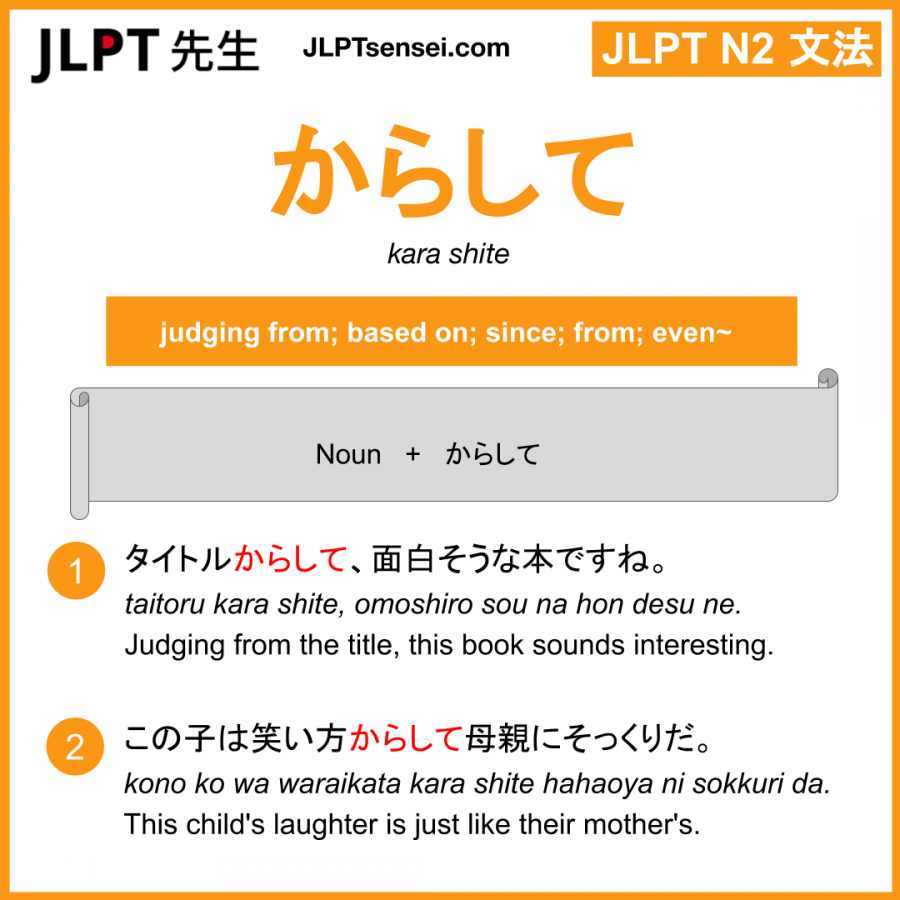 JLPT 先生
JLPTsensei.com
JLPT N2 文法
からして
kara shite
judging from; based on; since; from; even~
Noun + からして
1
タイトルからして、面白そうな本ですね。
taitoru kara shite, omoshiro sou na hon desu ne.
Judging from the title, this book sounds interesting.
2
この子は笑い方からして母親にそっくりだ。
kono ko wa waraikata kara shite hahaoya ni sokkuri da.
This child's laughter is just like their mother's.